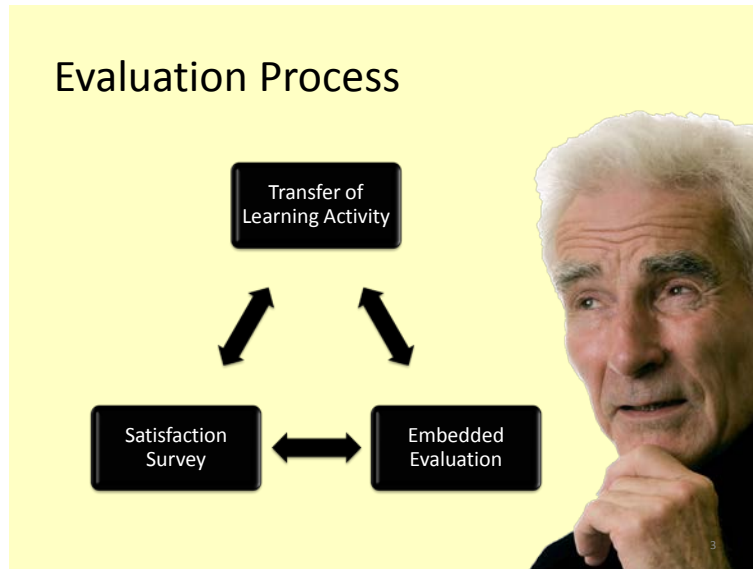 Evaluation Process
Transfer of
Learning Activity
Satisfaction
Survey
Embedded
Evaluation
3